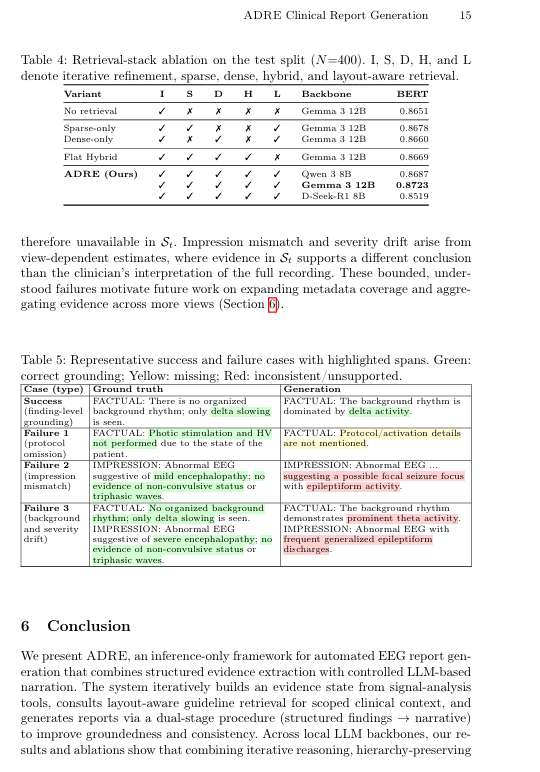 ADRE Clinical Report Generation 15
Table 4: Retrieval-stack ablation on the test split (N=400). I, S, D, H, and L
denote iterative refinement, sparse, dense, hybrid, and layout-aware retrieval.
Variant I S D H L Backbone BERT
No retrieval ✓ ✗ ✗ ✗ ✗ Gemma 3 12B 0.8651
Sparse-only ✓ ✓ ✗ ✗ ✓ Gemma 3 12B 0.8678
Dense-only ✓ ✗ ✓ ✗ ✓ Gemma 3 12B 0.8660
Flat Hybrid ✓ ✓ ✓ ✓ ✗ Gemma 3 12B 0.8669
ADRE (Ours) ✓ ✓ ✓ ✓ ✓ Qwen 3 8B 0.8687
✓ ✓ ✓ ✓ ✓ Gemma 3 12B 0.8723
✓ ✓ ✓ ✓ ✓ D-Seek-R1 8B 0.8519
therefore unavailable in 𝒮t. Impression mismatch and severity drift arise from
view-dependent estimates, where evidence in 𝒮t supports a different conclusion
than the clinician's interpretation of the full recording. These bounded, under-
stood failures motivate future work on expanding metadata coverage and aggre-
gating evidence across more views (Section 6).
Table 5: Representative success and failure cases with highlighted spans. Green:
correct grounding; Yellow: missing; Red: inconsistent/unsupported.
Case (type) Ground truth Generation
Success FACTUAL: There is no organized FACTUAL: The background rhythm is
(finding-level background rhythm; only delta slowing dominated by delta activity.
grounding) is seen.
Failure 1 FACTUAL: Photic stimulation and HV FACTUAL: Protocol/activation details
(protocol not performed due to the state of the are not mentioned.
omission) patient.
Failure 2 IMPRESSION: Abnormal EEG IMPRESSION: Abnormal EEG ...
(impression suggestive of mild encephalopathy; no suggesting a possible focal seizure focus
mismatch) evidence of non-convulsive status or with epileptiform activity.
triphasic waves.
Failure 3 FACTUAL: No organized background FACTUAL: The background rhythm
(background rhythm; only delta slowing is seen. demonstrates prominent theta activity.
and severity IMPRESSION: Abnormal EEG IMPRESSION: Abnormal EEG with
drift) suggestive of severe encephalopathy; no frequent generalized epileptiform
evidence of non-convulsive status or discharges.
triphasic waves.
6 Conclusion
We present ADRE, an inference-only framework for automated EEG report gen-
eration that combines structured evidence extraction with controlled LLM-based
narration. The system iteratively builds an evidence state from signal-analysis
tools, consults layout-aware guideline retrieval for scoped clinical context, and
generates reports via a dual-stage procedure (structured findings → narrative)
to improve groundedness and consistency. Across local LLM backbones, our re-
sults and ablations show that combining iterative reasoning, hierarchy-preserving